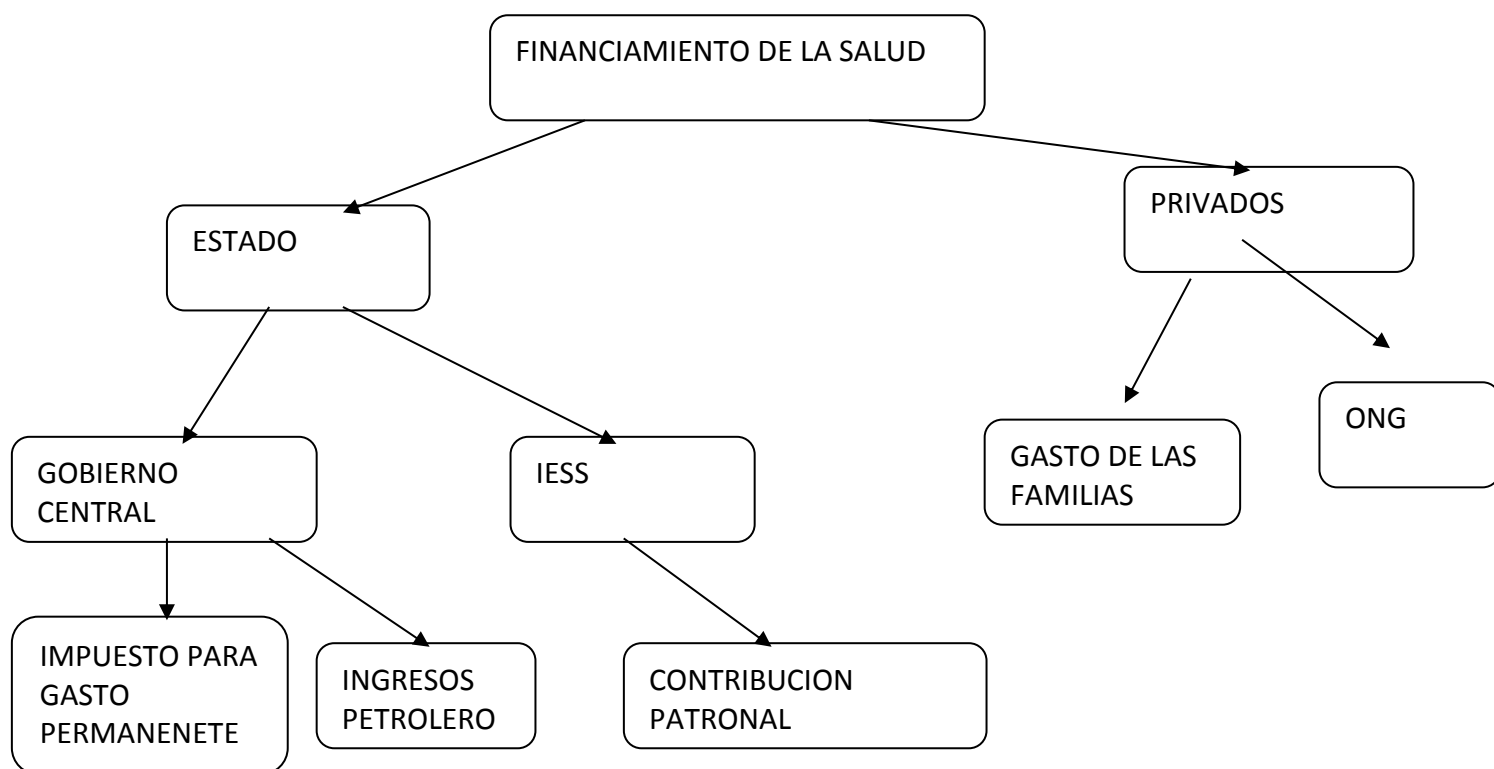 FINANCIAMIENTO DE LA SALUD
ESTADO
PRIVADOS
GOBIERNO
CENTRAL
IESS
GASTO DE LAS
FAMILIAS
ONG
IMPUESTO PARA
GASTO
PERMANENETE
INGRESOS
PETROLERO
CONTRIBUCION
PATRONAL